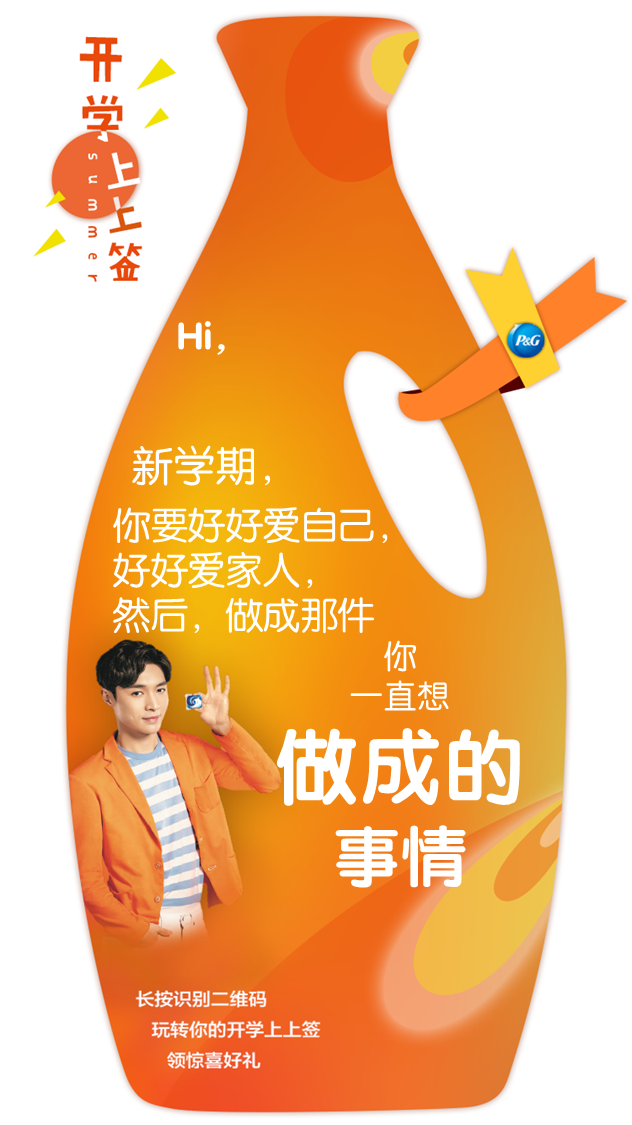 开学上上签
summer
Hi,
P&G
新学期，
你要好好爱自己，
好好爱家人，
然后，做成那件
你
一直想
做成的
事情
长按识别二维码
玩转你的开学上上签
领惊喜好礼